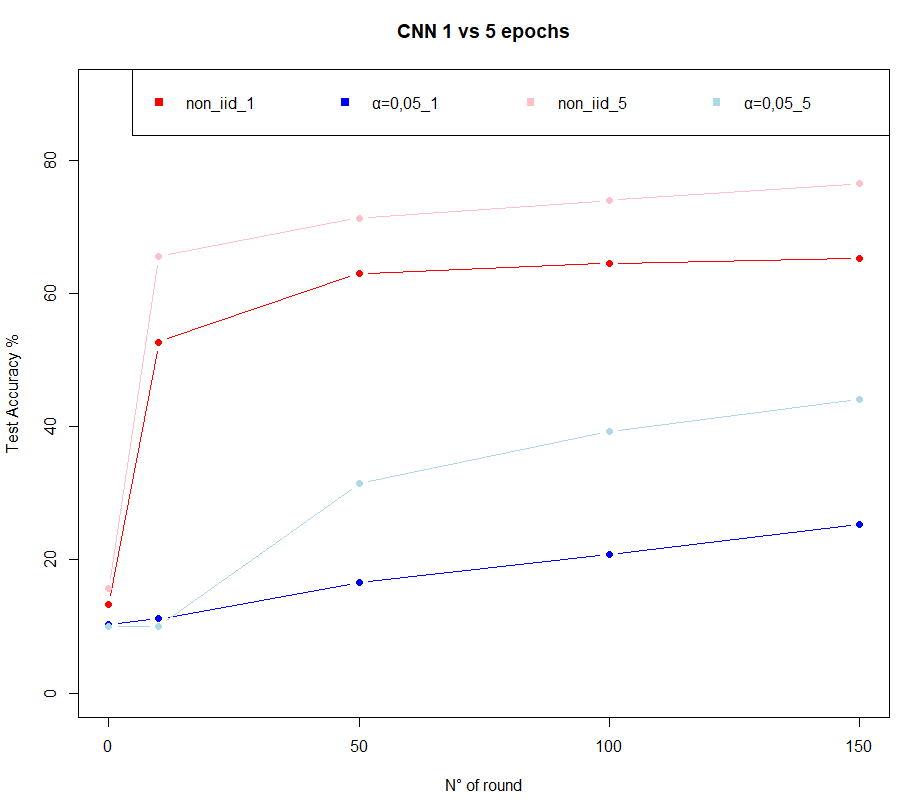 CNN 1 vs 5 epochs
non_iid_1 α=0,05_1 non_iid_5 α=0,05_5
80
60
40
20
0
Test Accuracy %
0 50 100 150
N° of round